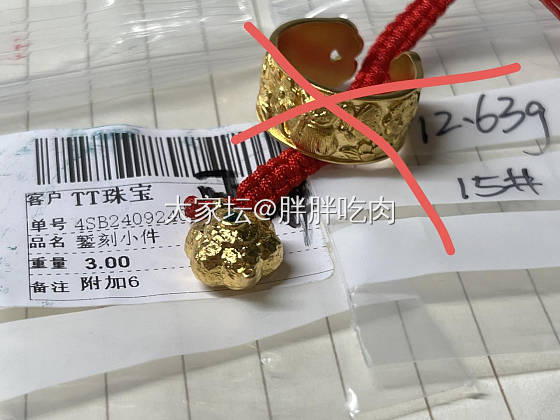 12.63g
15#
客户 TT珠宝
单号 4SB24092
品名 錾刻小件
重量 3.00
备注 附加6
大家坛@胖胖吃肉